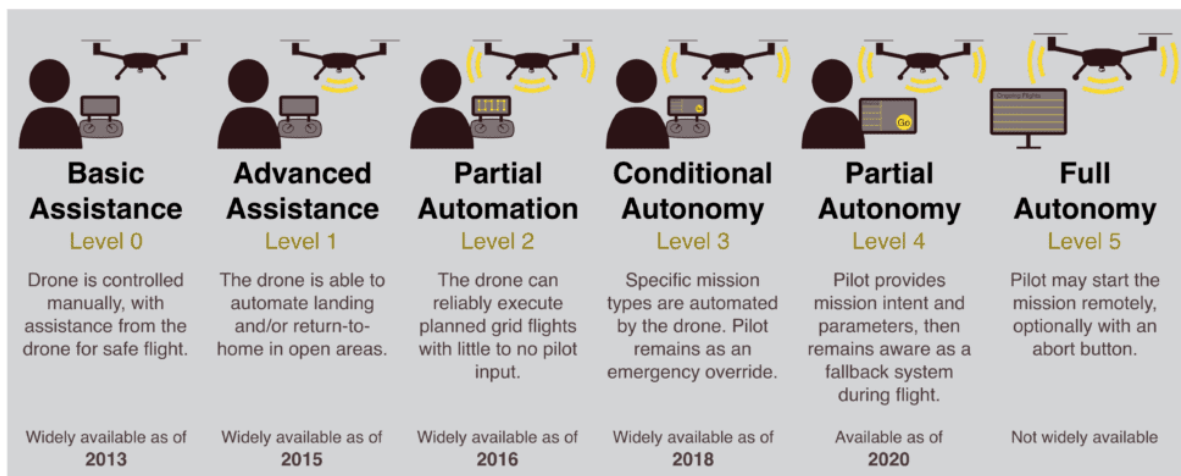 Go
Go
Ongoing Flights
Basic
Assistance
Level 0
Drone is controlled
manually, with
assistance from the
drone for safe flight.
Widely available as of
2013
Advanced
Assistance
Level 1
The drone is able to
automate landing
and/or return-to-
home in open areas.
Widely available as of
2015
Partial
Automation
Level 2
The drone can
reliably execute
planned grid flights
with little to no pilot
input.
Widely available as of
2016
Conditional
Autonomy
Level 3
Specific mission
types are automated
by the drone. Pilot
remains as an
emergency override.
Widely available as of
2018
Partial
Autonomy
Level 4
Pilot provides
mission intent and
parameters, then
remains aware as a
fallback system
during flight.
Available as of
2020
Full
Autonomy
Level 5
Pilot may start the
mission remotely,
optionally with an
abort button.
Not widely available